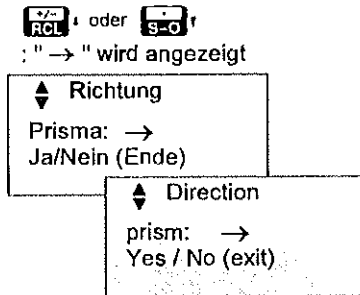 +/- RCL ↓ oder . S-O ↑
: " → " wird angezeigt
Richtung
Prisma: →
Ja/Nein (Ende)
Direction
prism: →
Yes / No (exit)